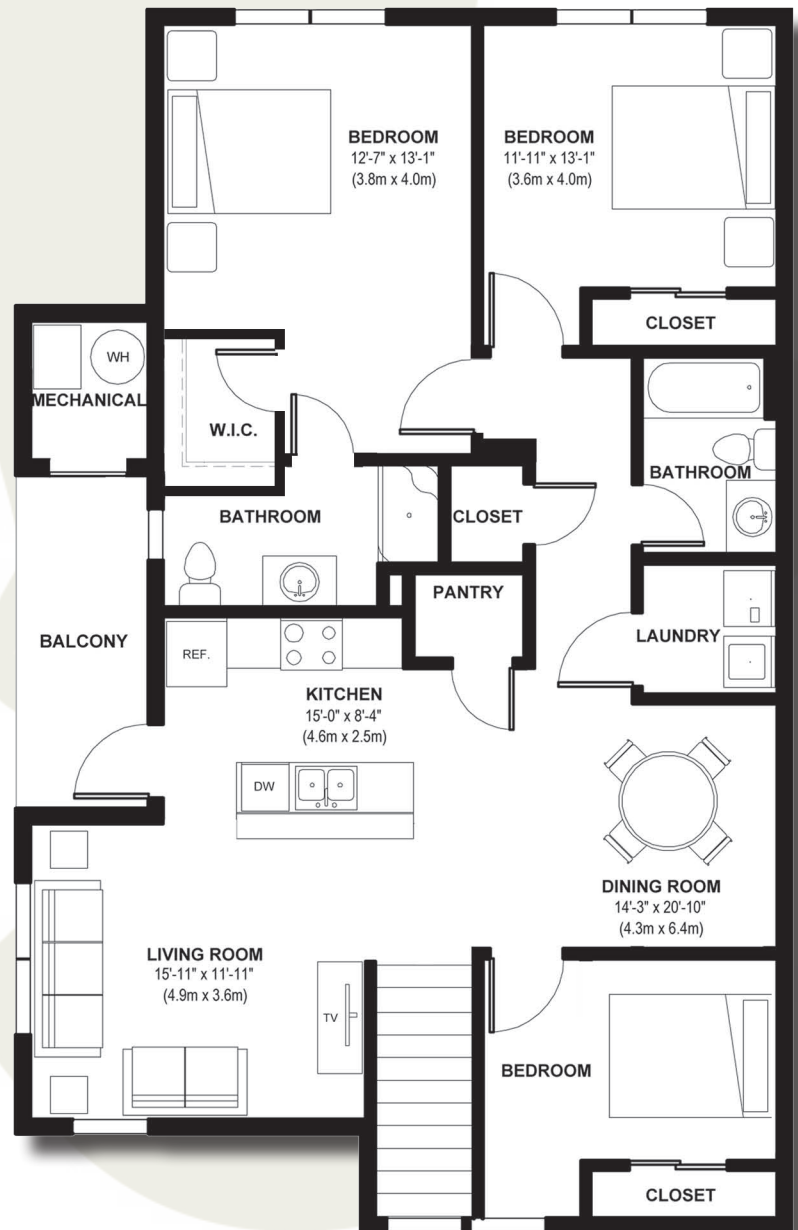 BEDROOM
12'-7" x 13'-1"
(3.8m x 4.0m)
BEDROOM
11'-11" x 13'-1"
(3.6m x 4.0m)
CLOSET
WH
MECHANICAL
W.I.C.
BATHROOM
CLOSET
BATHROOM
PANTRY
LAUNDRY
BALCONY
REF.
KITCHEN
15'-0" x 8'-4"
(4.6m x 2.5m)
DW
DINING ROOM
14'-3" x 20'-10"
(4.3m x 6.4m)
LIVING ROOM
15'-11" x 11'-11"
(4.9m x 3.6m)
TV
BEDROOM
CLOSET